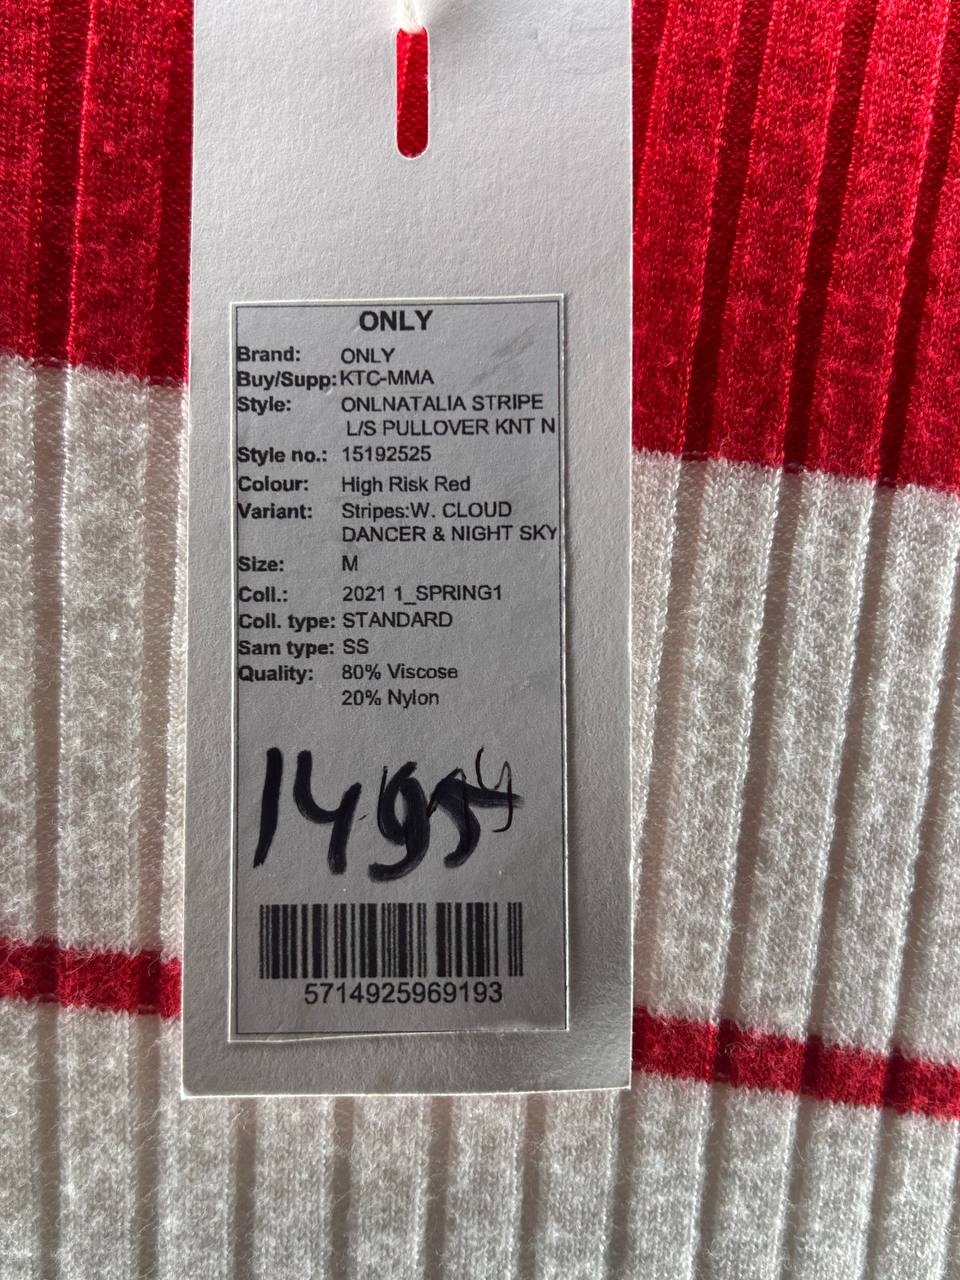 ONLY
Brand: ONLY
Buy/Supp: KTC-MMA
Style: ONLNATALIA STRIPE
L/S PULLOVER KNT N
Style no.: 15192525
Colour: High Risk Red
Variant: Stripes:W. CLOUD
DANCER & NIGHT SKY
Size: M
Coll.: 2021 1_SPRING1
Coll. type: STANDARD
Sam type: SS
Quality: 80% Viscose
20% Nylon
1495
5714925969193